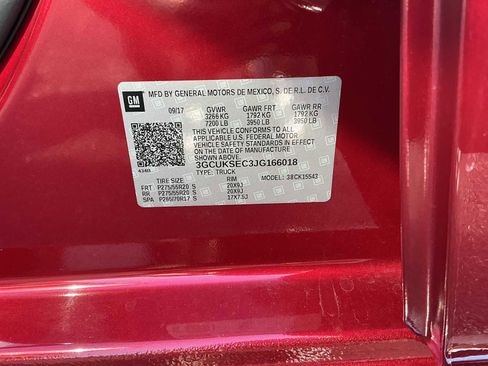 GM
MFD BY GENERAL MOTORS DE MEXICO, S. DE R.L. DE C.V.
09/17 GVWR GAWR FRT GAWR RR
3266 KG 1792 KG 1792 KG
7200 LB 3950 LB 3950 LB
THIS VEHICLE CONFORMS TO ALL
APPLICABLE U.S. FEDERAL MOTOR
VEHICLE SAFETY STANDARDS IN
EFFECT ON THE DATE OF
MANUFACTURE SHOWN ABOVE.
3GCUKSEC3JG166018
TYPE: TRUCK MODEL: 38CK15543
TIRE SIZE RIM
FRT P275/55R20 S 20X9J
RR P275/55R20 S 20X9J
SPA P265/70R17 S 17X7.5J